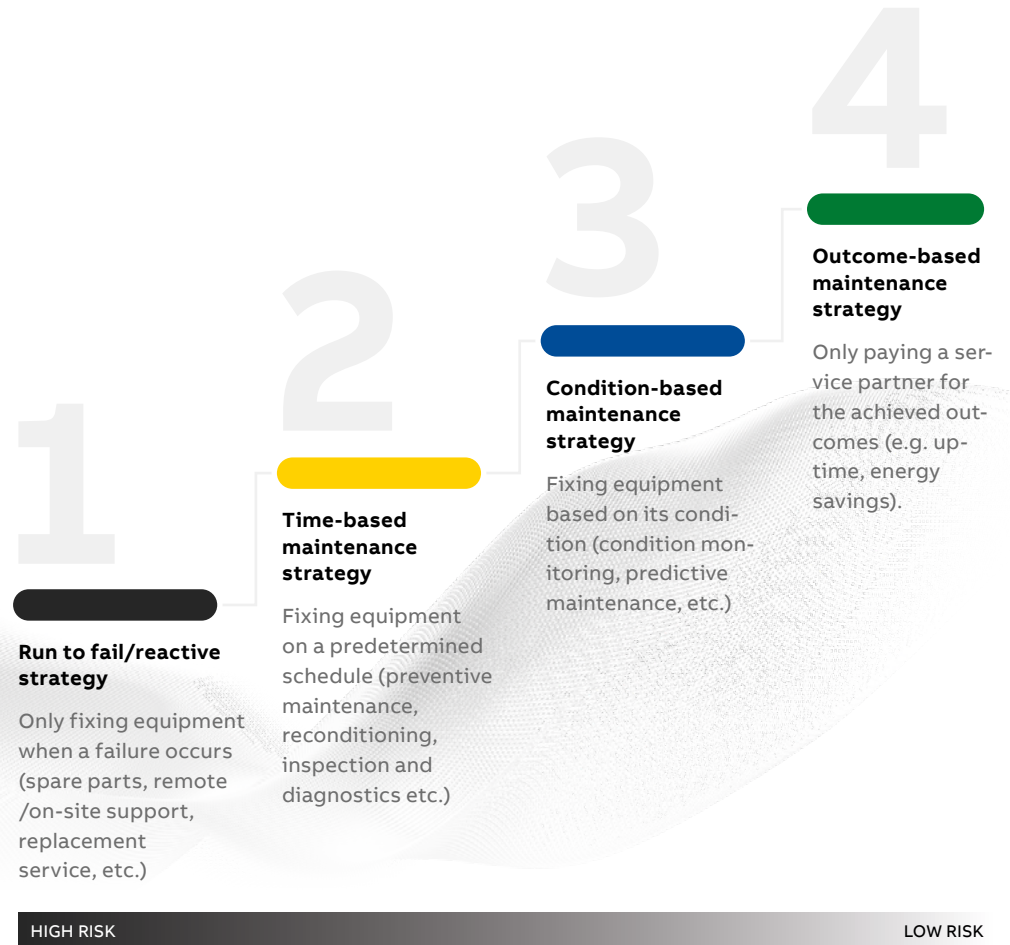 1
Run to fail/reactive
strategy
Only fixing equipment
when a failure occurs
(spare parts, remote
/on-site support,
replacement
service, etc.)
2
Time-based
maintenance
strategy
Fixing equipment
on a predetermined
schedule (preventive
maintenance,
reconditioning,
inspection and
diagnostics etc.)
3
Condition-based
maintenance
strategy
Fixing equipment
based on its condi-
tion (condition mon-
itoring, predictive
maintenance, etc.)
4
Outcome-based
maintenance
strategy
Only paying a ser-
vice partner for
the achieved out-
comes (e.g. up-
time, energy
savings).
HIGH RISK
LOW RISK